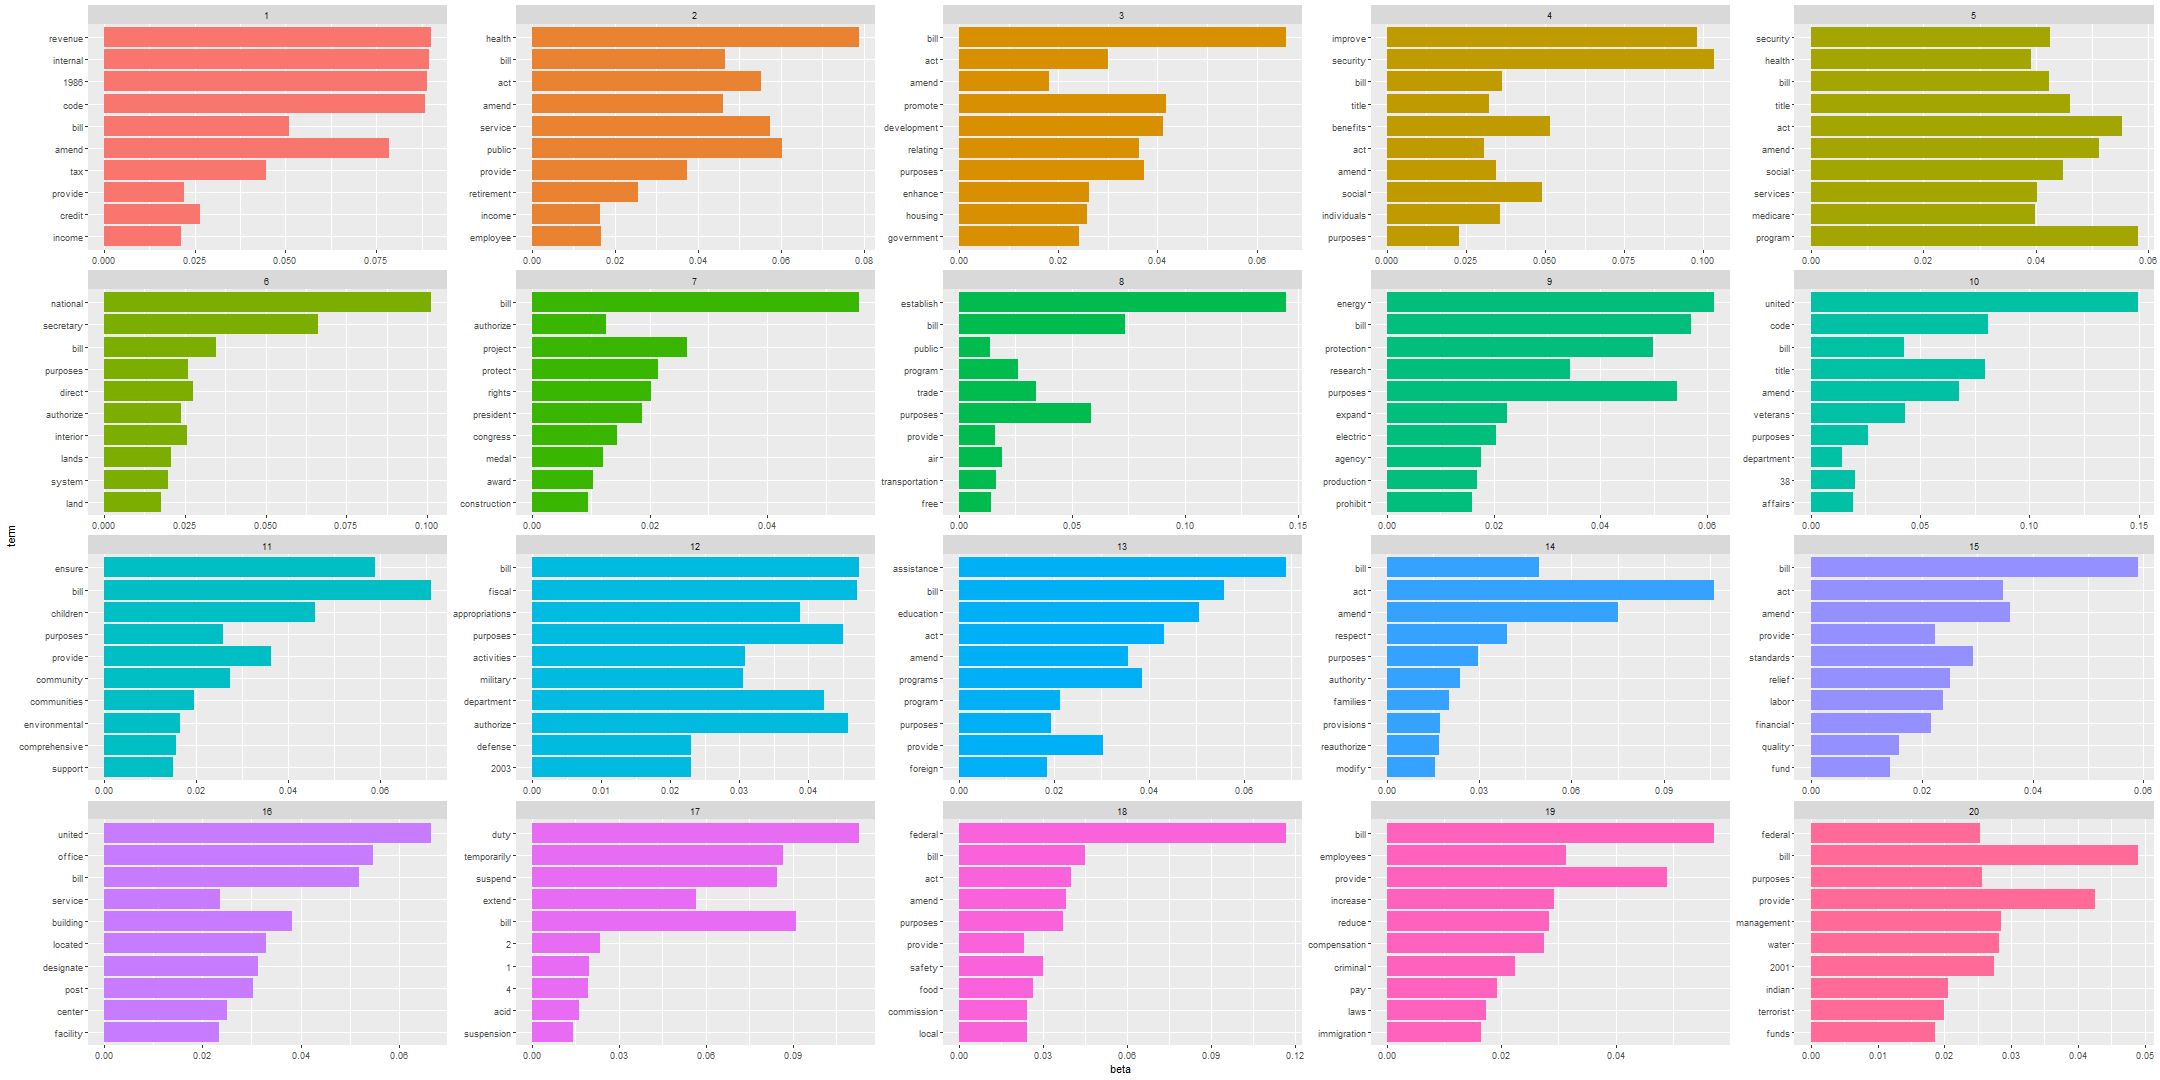 1
revenue
internal
1986
code
bill
amend
tax
provide
credit
income
0.000 0.025 0.050 0.075
2
health
bill
act
amend
service
public
provide
retirement
income
employee
0.00 0.02 0.04 0.06 0.08
3
bill
act
amend
promote
development
relating
purposes
enhance
housing
government
0.00 0.02 0.04 0.06
4
improve
security
bill
title
benefits
act
amend
social
individuals
purposes
0.000 0.025 0.050 0.075 0.100
5
security
health
bill
title
act
amend
social
services
medicare
program
0.00 0.02 0.04 0.06
6
national
secretary
bill
purposes
direct
authorize
interior
lands
system
land
0.000 0.025 0.050 0.075 0.100
7
bill
authorize
project
protect
rights
president
congress
medal
award
construction
0.00 0.02 0.04
8
establish
bill
public
program
trade
purposes
provide
air
transportation
free
0.00 0.05 0.10 0.15
9
energy
bill
protection
research
purposes
expand
electric
agency
production
prohibit
0.00 0.02 0.04 0.06
10
united
code
bill
title
amend
veterans
purposes
department
38
affairs
0.00 0.05 0.10 0.15
term
11
ensure
bill
children
purposes
provide
community
communities
environmental
comprehensive
support
0.00 0.02 0.04 0.06
12
bill
fiscal
appropriations
purposes
activities
military
department
authorize
defense
2003
0.00 0.01 0.02 0.03 0.04
13
assistance
bill
education
act
amend
programs
program
purposes
provide
foreign
0.00 0.02 0.04 0.06
14
bill
act
amend
respect
purposes
authority
families
provisions
reauthorize
modify
0.00 0.03 0.06 0.09
15
bill
act
amend
provide
standards
relief
labor
financial
quality
fund
0.00 0.02 0.04 0.06
16
united
office
bill
service
building
located
designate
post
center
facility
0.00 0.02 0.04 0.06
17
duty
temporarily
suspend
extend
bill
2
1
4
acid
suspension
0.00 0.03 0.06 0.09
18
federal
bill
act
amend
purposes
provide
safety
food
commission
local
0.00 0.03 0.06 0.09 0.12
19
bill
employees
provide
increase
reduce
compensation
criminal
pay
laws
immigration
0.00 0.02 0.04
20
federal
bill
purposes
provide
management
water
2001
indian
terrorist
funds
0.00 0.01 0.02 0.03 0.04 0.05
beta